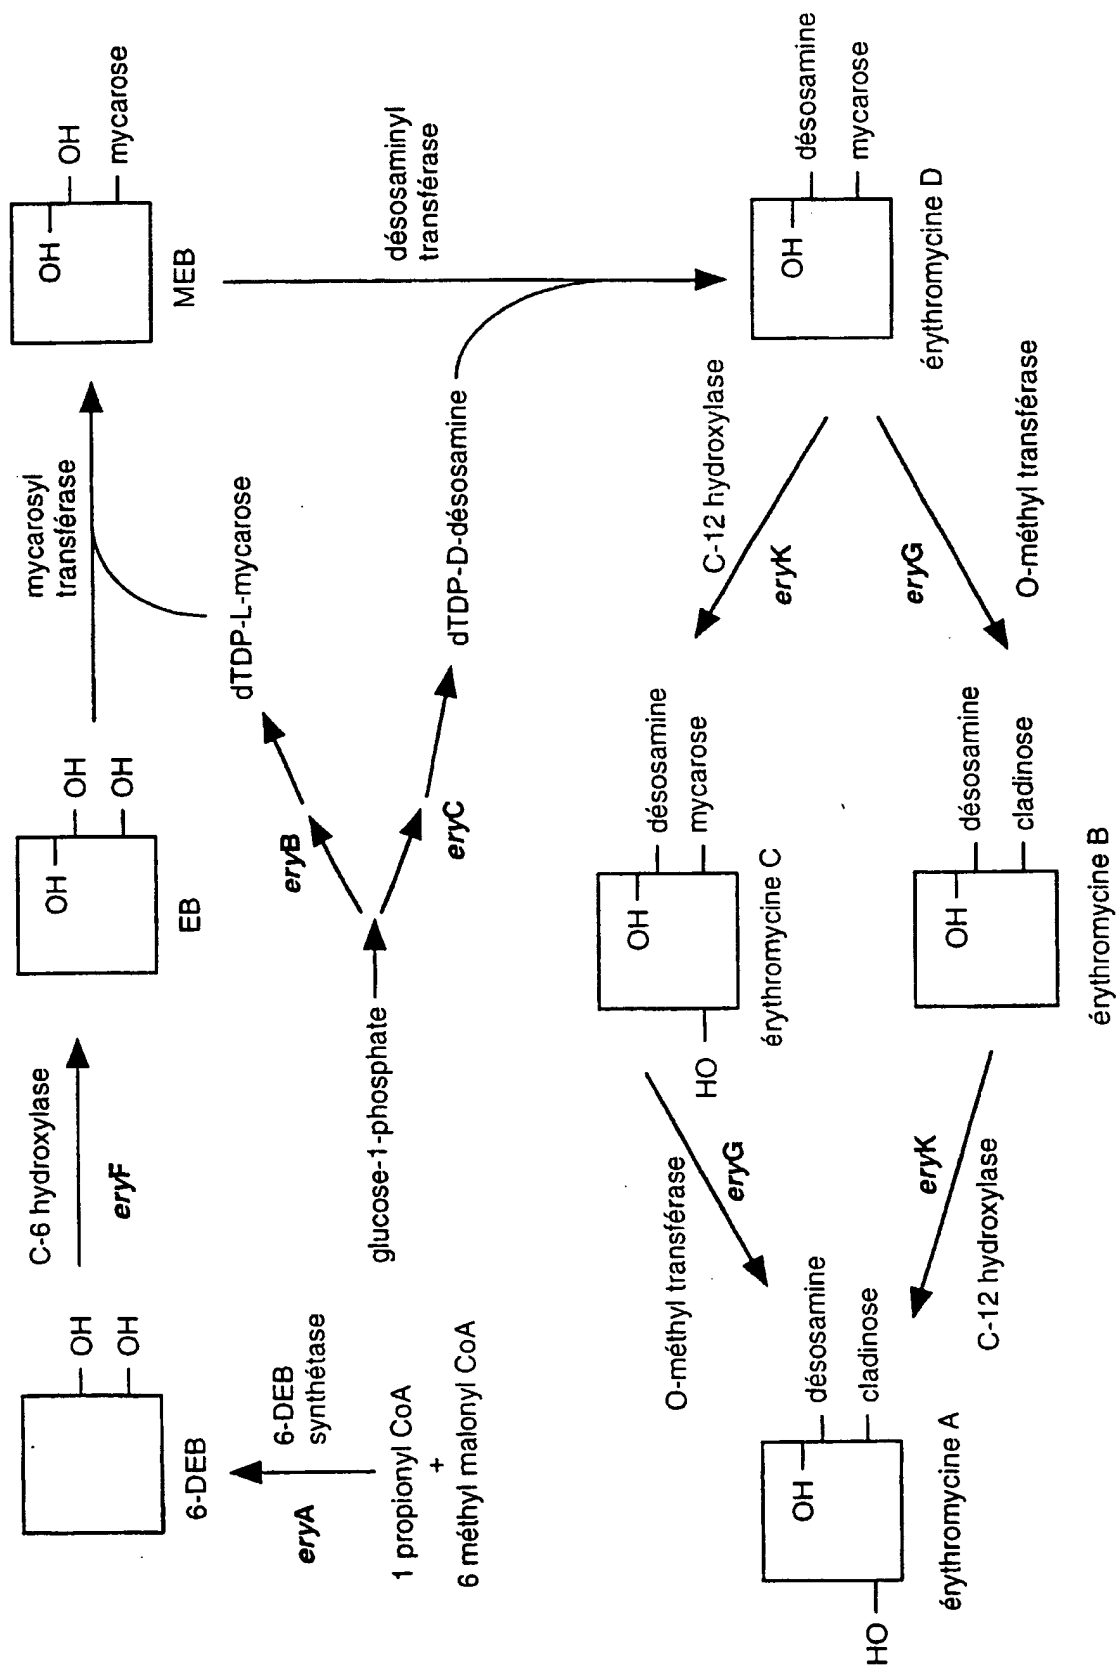 C-6 hydroxylase
eryF
mycarosyl
transférase
OH
OH
6-DEB
OH
OH
OH
EB
OH
OH
mycarose
MEB
eryA
6-DEB
synthétase
1 propionyl CoA
+
6 méthyl malonyl CoA
glucose-1-phosphate
eryB
dTDP-L-mycarose
eryC
dTDP-D-désosamine
désosaminyl
transférase
OH
désosamine
mycarose
érythromycine D
C-12 hydroxylase
eryK
eryG
O-méthyl transférase
OH
désosamine
mycarose
HO
érythromycine C
OH
désosamine
cladinose
érythromycine B
O-méthyl transférase
eryG
eryK
C-12 hydroxylase
OH
désosamine
cladinose
HO
érythromycine A